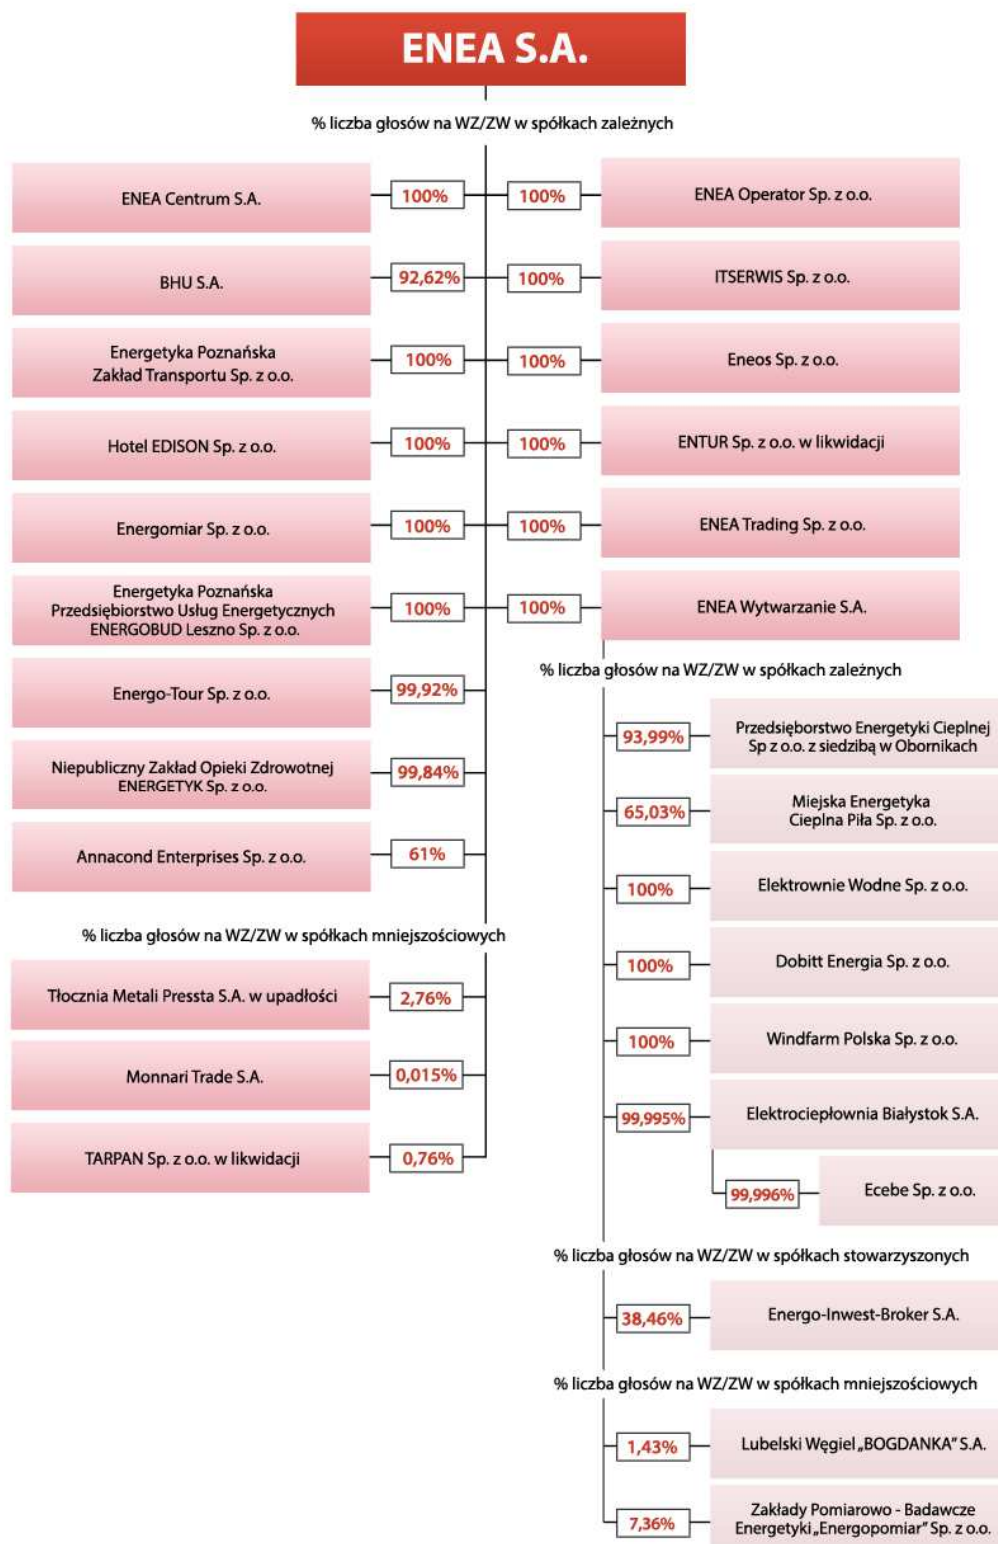 ENEA S.A.
% liczba głosów na WZ/ZW w spółkach zależnych
ENEA Centrum S.A.
100%
100%
ENEA Operator Sp. z o.o.
BHU S.A.
92,62%
100%
ITSERWIS Sp. z o.o.
Energetyka Poznańska
Zakład Transportu Sp. z o.o.
100%
100%
Eneos Sp. z o.o.
Hotel EDISON Sp. z o.o.
100%
100%
ENTUR Sp. z o.o. w likwidacji
Energomiar Sp. z o.o.
100%
100%
ENEA Trading Sp. z o.o.
Energetyka Poznańska
Przedsiębiorstwo Usług Energetycznych
ENERGOBUD Leszno Sp. z o.o.
100%
100%
ENEA Wytwarzanie S.A.
Energo-Tour Sp. z o.o.
99,92%
Niepubliczny Zakład Opieki Zdrowotnej
ENERGETYK Sp. z o.o.
99,84%
Annacond Enterprises Sp. z o.o.
61%
% liczba głosów na WZ/ZW w spółkach mniejszościowych
Tłocznia Metali Pressta S.A. w upadłości
2,76%
Monnari Trade S.A.
0,015%
TARPAN Sp. z o.o. w likwidacji
0,76%
% liczba głosów na WZ/ZW w spółkach zależnych
93,99%
Przedsięborstwo Energetyki Cieplnej
Sp z o.o. z siedzibą w Obornikach
65,03%
Miejska Energetyka
Cieplna Piła Sp. z o.o.
100%
Elektrownie Wodne Sp. z o.o.
100%
Dobitt Energia Sp. z o.o.
100%
Windfarm Polska Sp. z o.o.
99,995%
Elektrociepłownia Białystok S.A.
99,996%
Ecebe Sp. z o.o.
% liczba głosów na WZ/ZW w spółkach stowarzyszonych
38,46%
Energo-Inwest-Broker S.A.
% liczba głosów na WZ/ZW w spółkach mniejszościowych
1,43%
Lubelski Węgiel „BOGDANKA” S.A.
7,36%
Zakłady Pomiarowo - Badawcze
Energetyki „Energopomiar” Sp. z o.o.